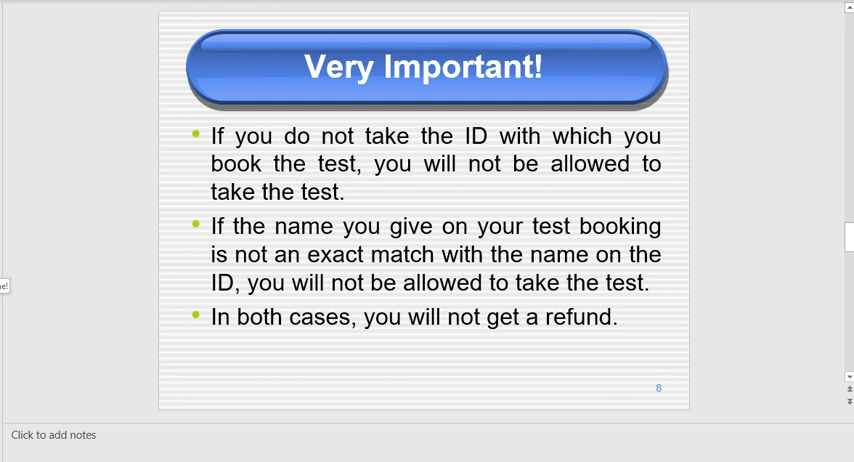 Very Important!
If you do not take the ID with which you
book the test, you will not be allowed to
take the test.
If the name you give on your test booking
is not an exact match with the name on the
ID, you will not be allowed to take the test.
In both cases, you will not get a refund.
8
Click to add notes